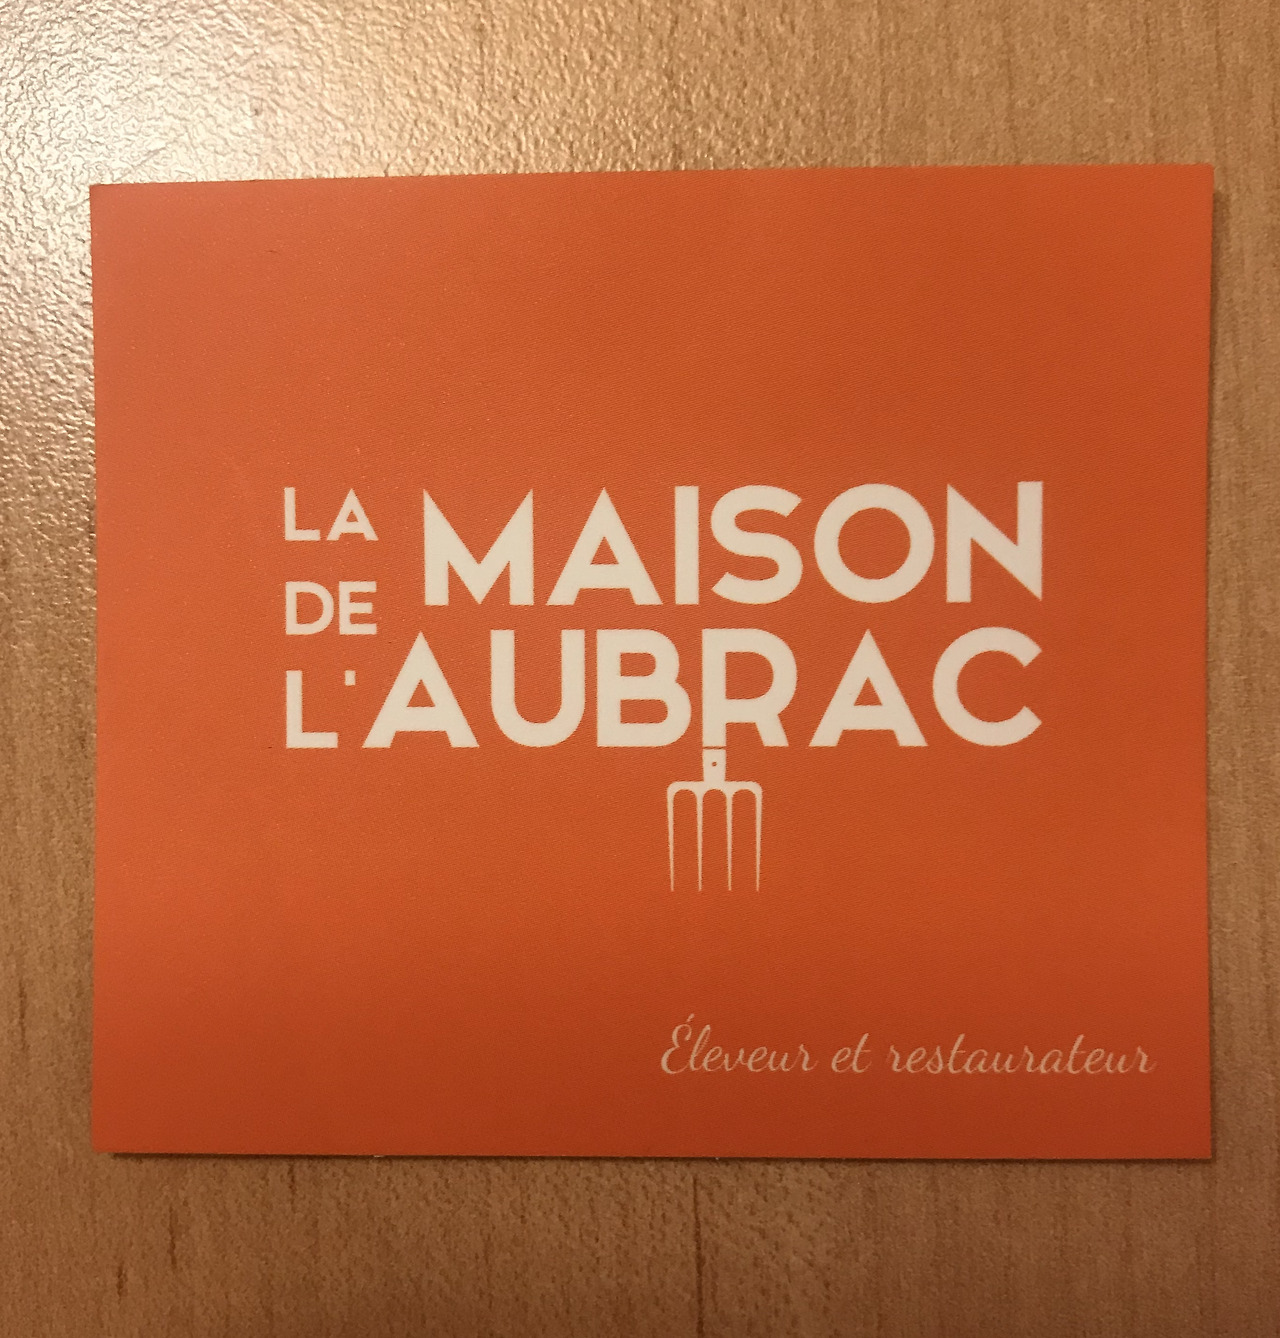 LA MAISON
DE
L'AUBRAC
Éleveur et restaurateur